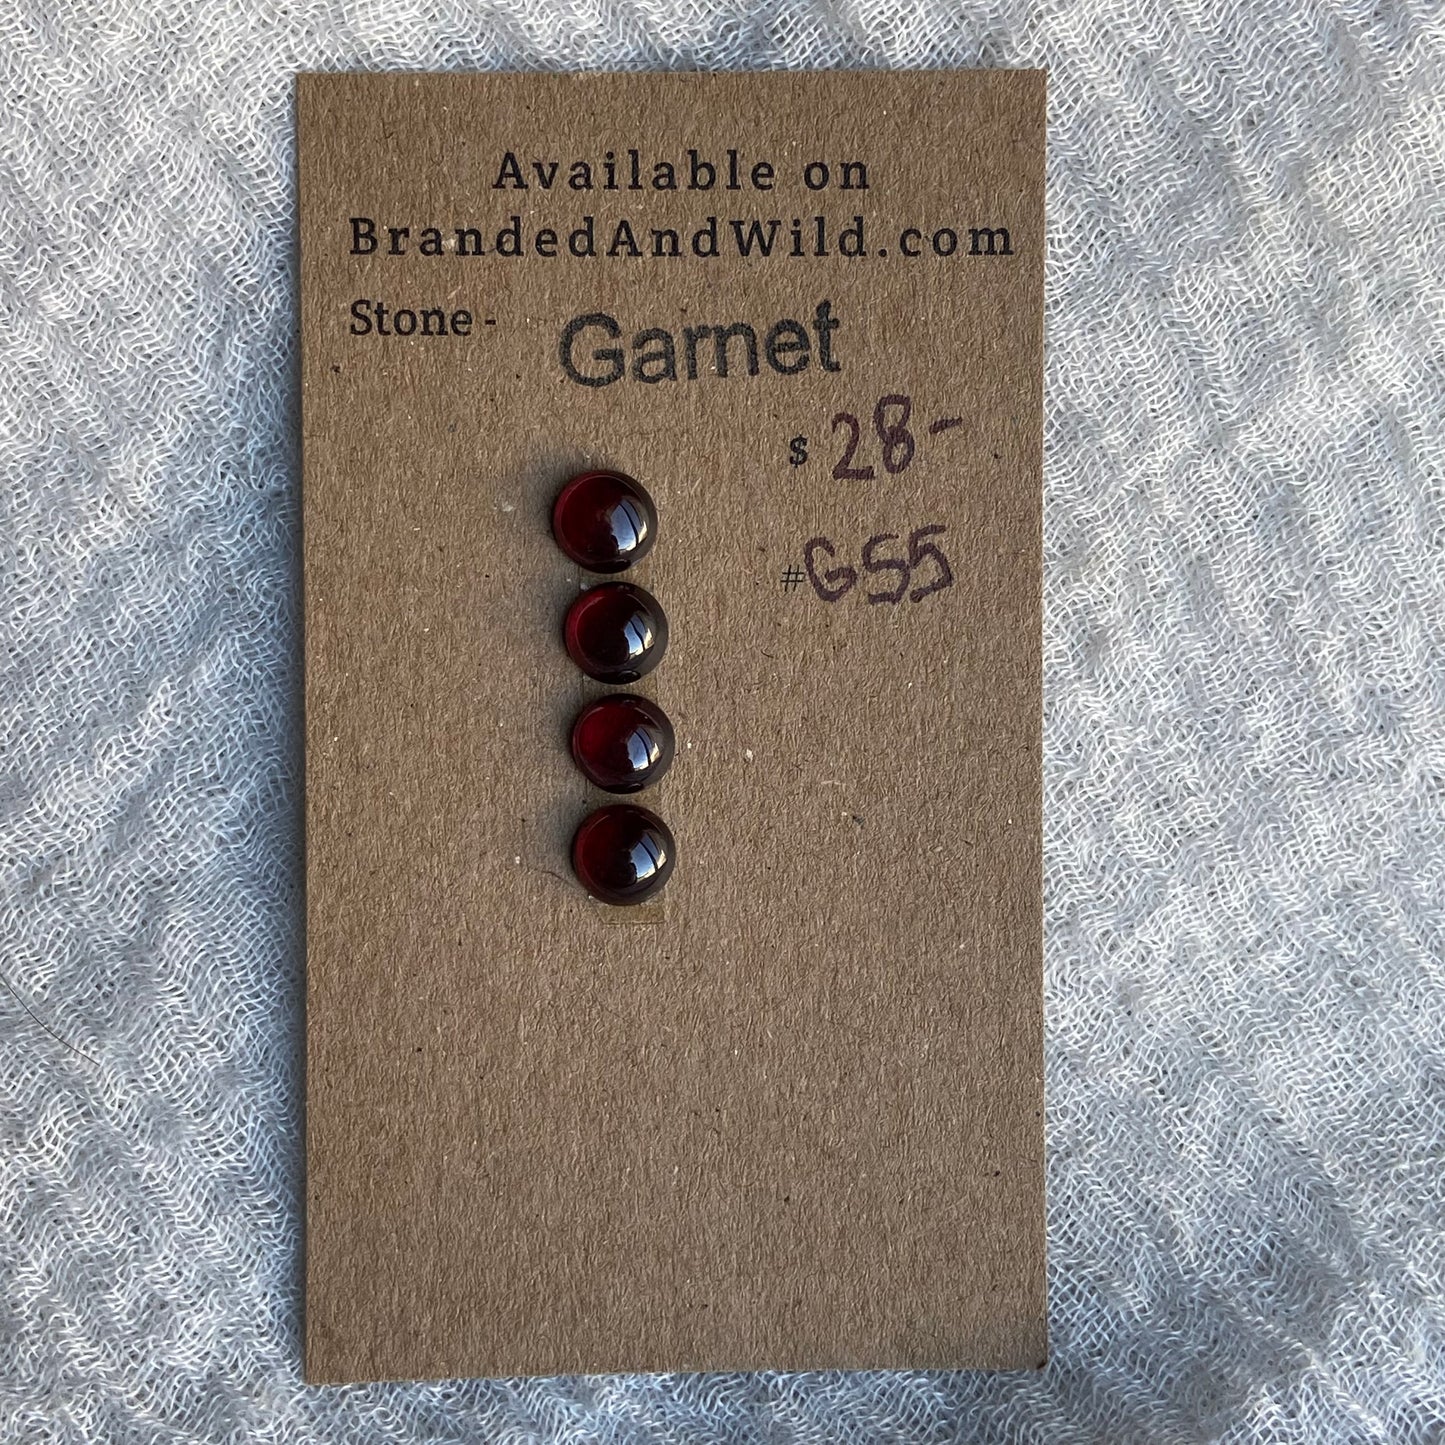 Available on
BrandedAndWild.com
Stone - Garnet
$ 28-
#G55